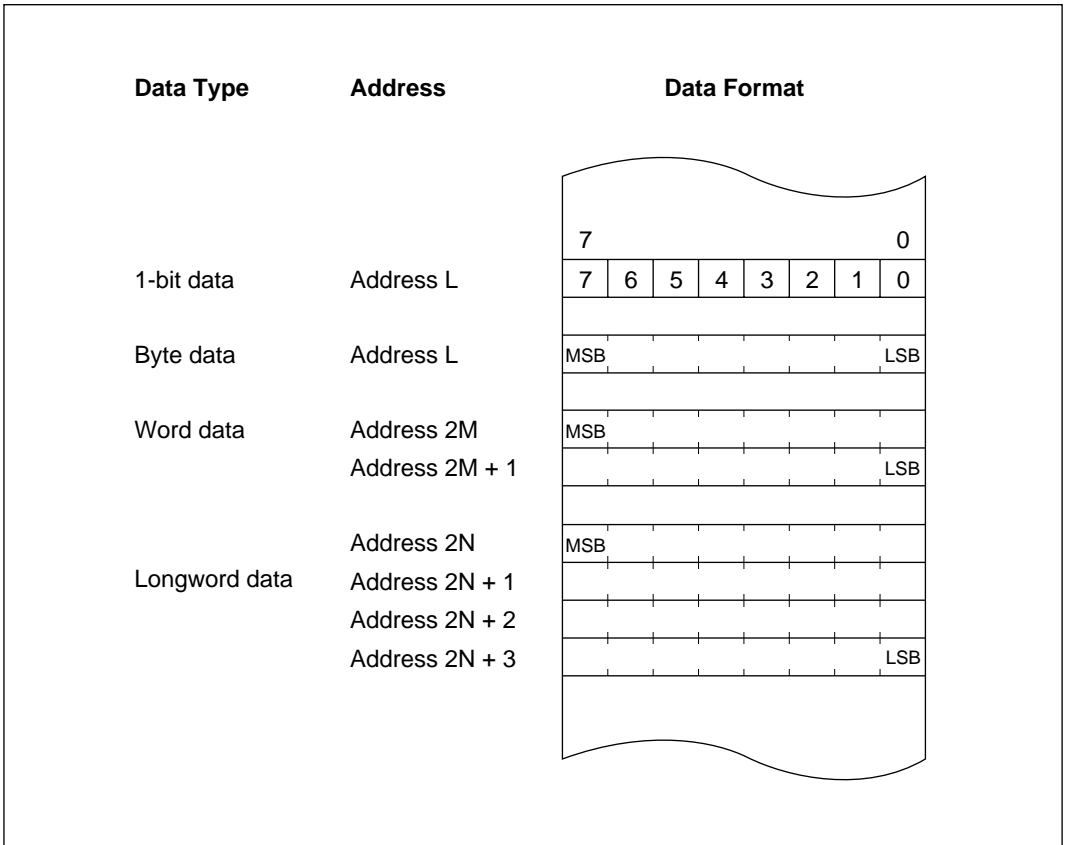 Data Type Address Data Format
7 0
1-bit data Address L 7 6 5 4 3 2 1 0
Byte data Address L MSB LSB
Word data Address 2M MSB
Address 2M + 1 LSB
Address 2N MSB
Longword data Address 2N + 1
Address 2N + 2
Address 2N + 3 LSB